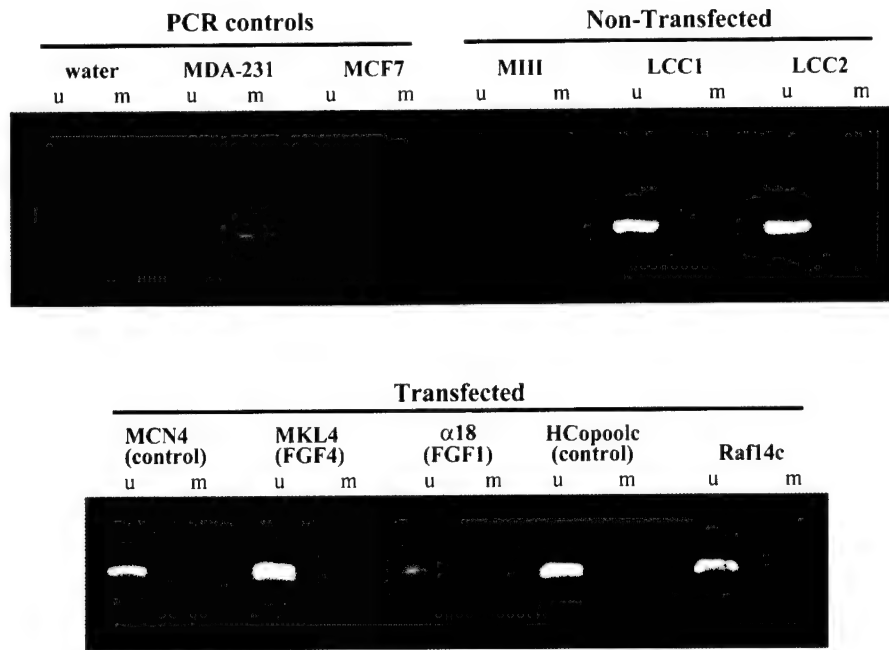 PCR controls Non-Transfected
water MDA-231 MCF7 MIII LCC1 LCC2
u m u m u m u m u m u m
Transfected
MCN4 MKL4 α18 HCopoolc Raf14c
(control) (FGF4) (FGF1) (control)
u m u m u m u m u m